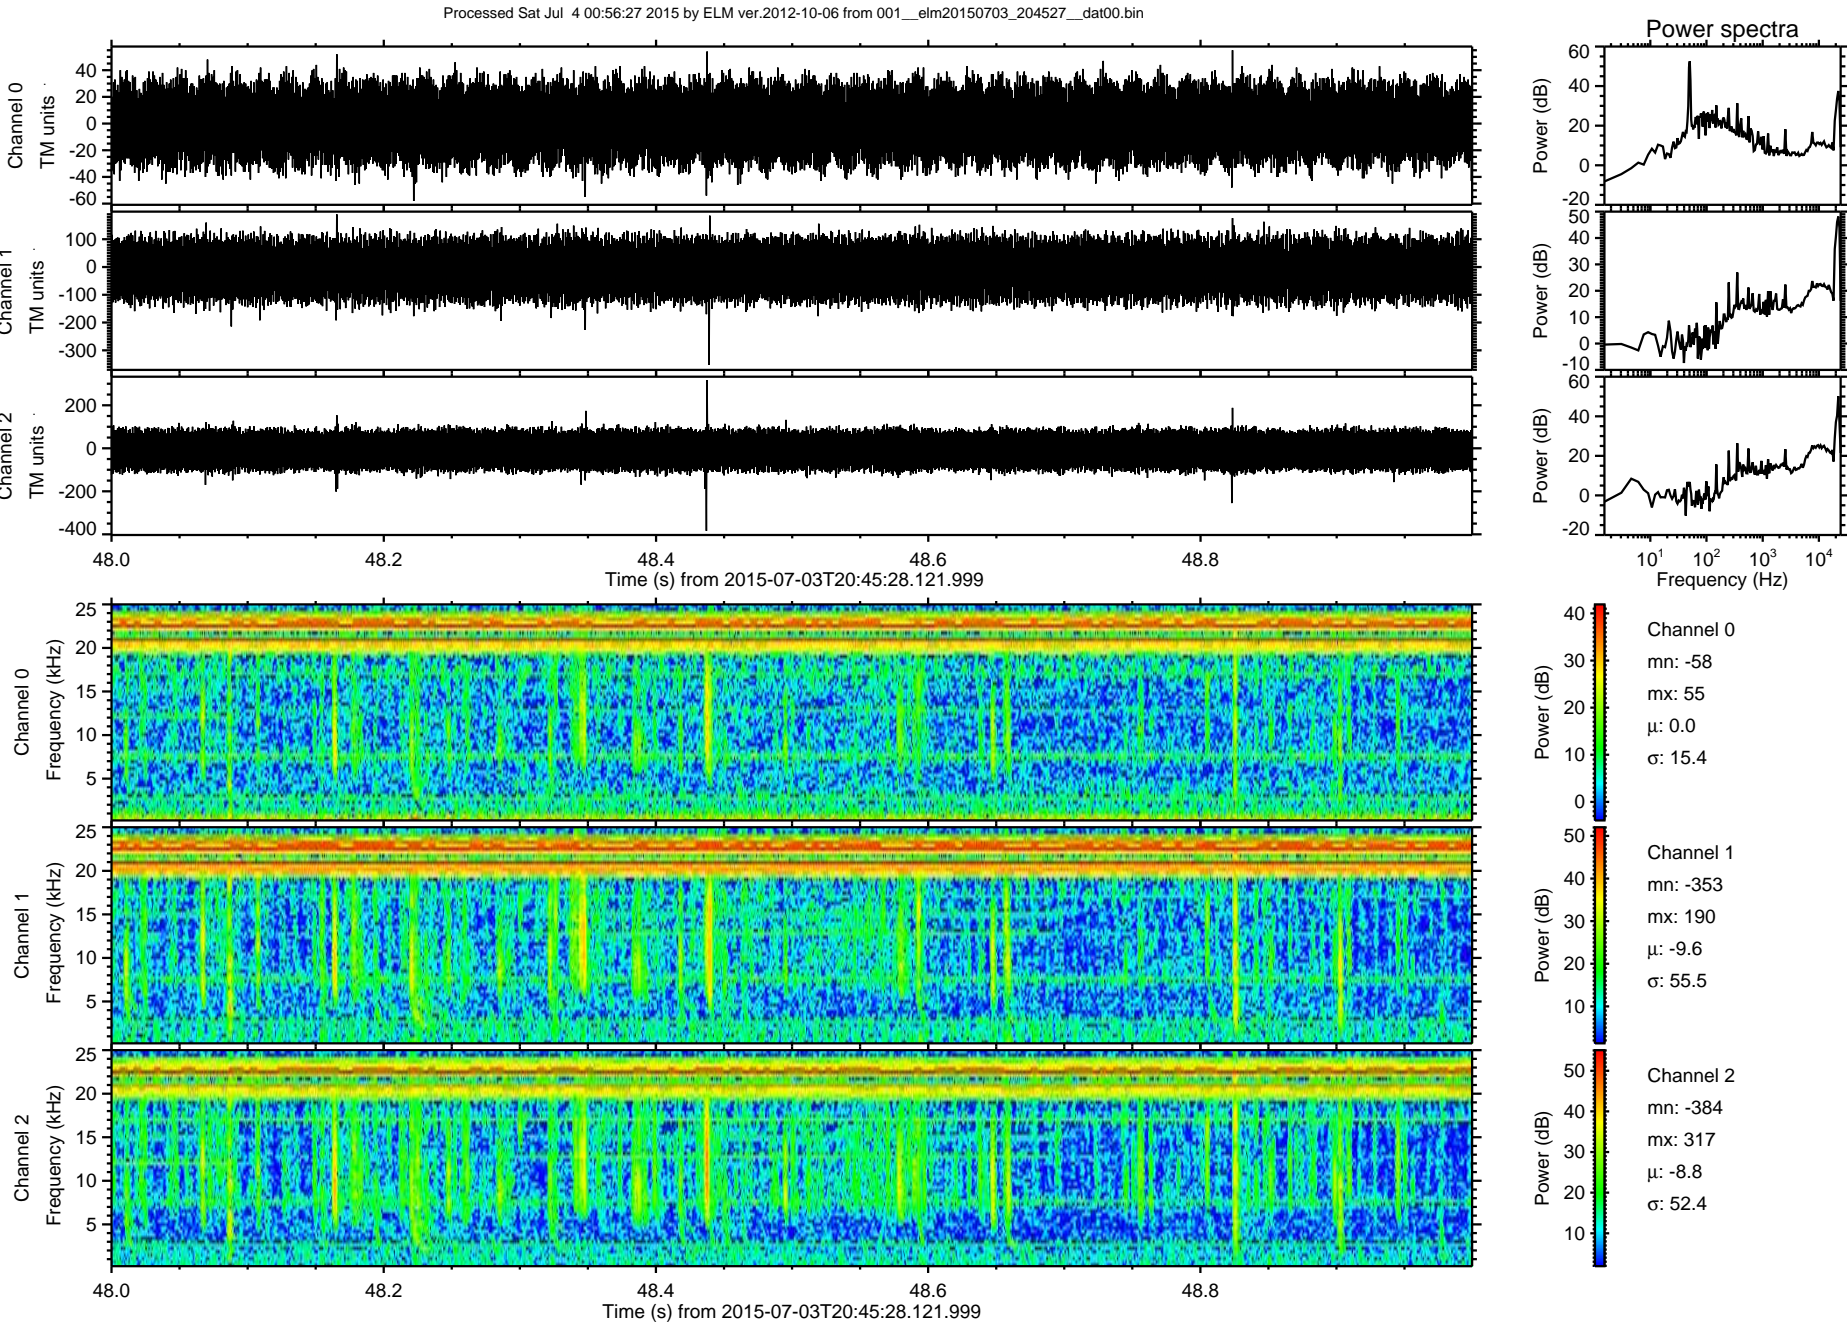 Processed Sat Jul 4 00:56:27 2015 by ELM ver.2012-10-06 from 001__elm20150703_204527__dat00.bin
Power spectra
Channel 0
TM units
40
20
0
-20
-40
-60
Power (dB)
60
40
20
0
-20
Channel 1
TM units
100
0
-100
-200
-300
Power (dB)
50
40
30
20
10
0
-10
Channel 2
TM units
200
0
-200
-400
Power (dB)
60
40
20
0
-20
48.0 48.2 48.4 48.6 48.8
Time (s) from 2015-07-03T20:45:28.121.999
10¹ 10² 10³ 10⁴
Frequency (Hz)
Channel 0
Frequency (kHz)
25
20
15
10
5
Power (dB)
40
30
20
10
0
Channel 0
mn: -58
mx: 55
μ: 0.0
σ: 15.4
Channel 1
Frequency (kHz)
25
20
15
10
5
Power (dB)
50
40
30
20
10
Channel 1
mn: -353
mx: 190
μ: -9.6
σ: 55.5
Channel 2
Frequency (kHz)
25
20
15
10
5
Power (dB)
50
40
30
20
10
Channel 2
mn: -384
mx: 317
μ: -8.8
σ: 52.4
48.0 48.2 48.4 48.6 48.8
Time (s) from 2015-07-03T20:45:28.121.999